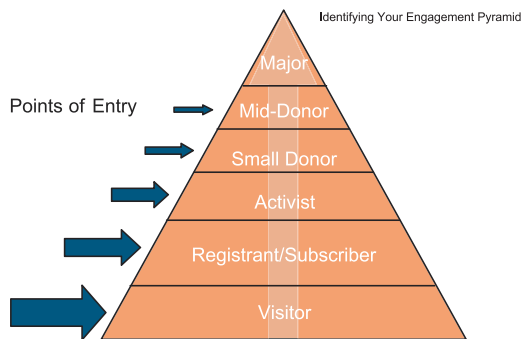 Identifying Your Engagement Pyramid
Major
Points of Entry
Mid-Donor
Small Donor
Activist
Registrant/Subscriber
Visitor